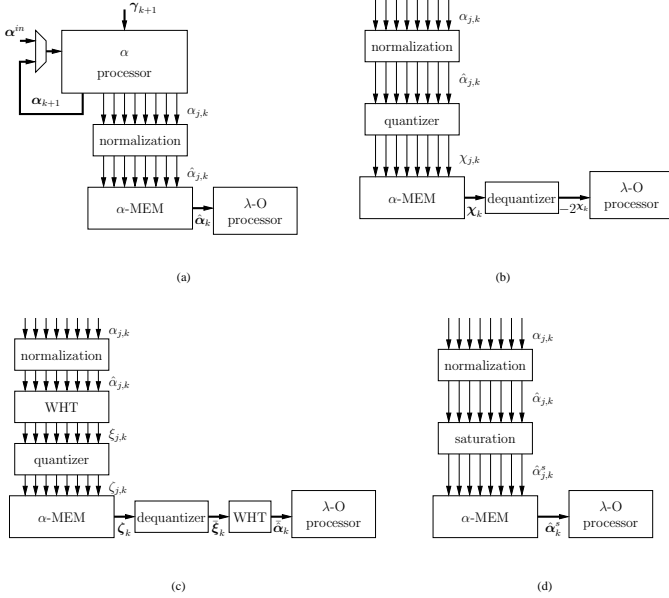 γ_{k+1}
α^{in}
α
processor
α_{k+1}
α_{j,k}
normalization
α̂_{j,k}
α-MEM
α̂_k
λ-O
processor
(a)
α_{j,k}
normalization
α̂_{j,k}
quantizer
χ_{j,k}
α-MEM
χ_k
dequantizer
−2^{χ_k}
λ-O
processor
(b)
α_{j,k}
normalization
α̂_{j,k}
WHT
ξ_{j,k}
quantizer
ζ_{j,k}
α-MEM
ζ_k
dequantizer
ξ̄_k
WHT
λ-O
processor
(c)
α_{j,k}
normalization
α̂_{j,k}
saturation
α̂^s_{j,k}
α-MEM
α̂^s_k
λ-O
processor
(d)